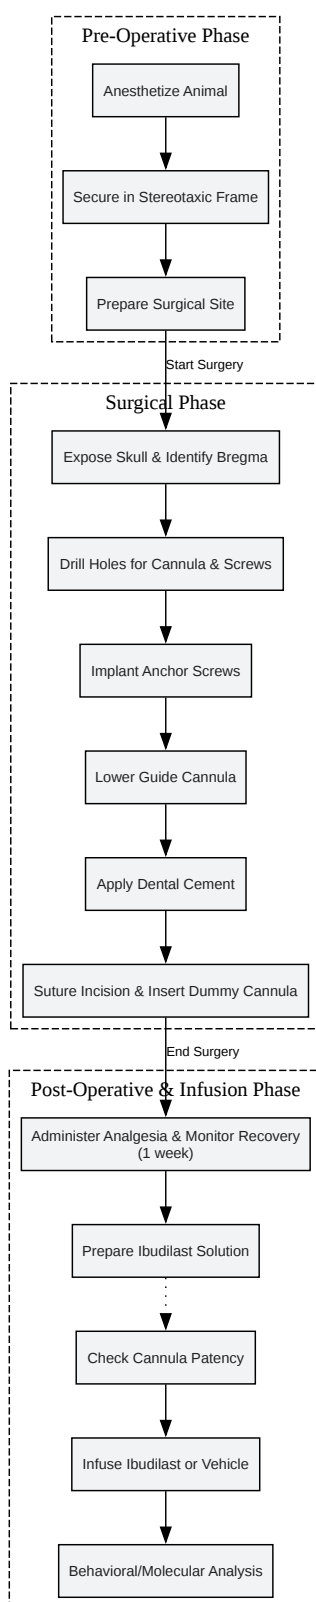 Pre-Operative Phase
Anesthetize Animal
Secure in Stereotaxic Frame
Prepare Surgical Site
Start Surgery
Surgical Phase
Expose Skull & Identify Bregma
Drill Holes for Cannula & Screws
Implant Anchor Screws
Lower Guide Cannula
Apply Dental Cement
Suture Incision & Insert Dummy Cannula
End Surgery
Post-Operative & Infusion Phase
Administer Analgesia & Monitor Recovery
(1 week)
Prepare Ibudilast Solution
Check Cannula Patency
Infuse Ibudilast or Vehicle
Behavioral/Molecular Analysis